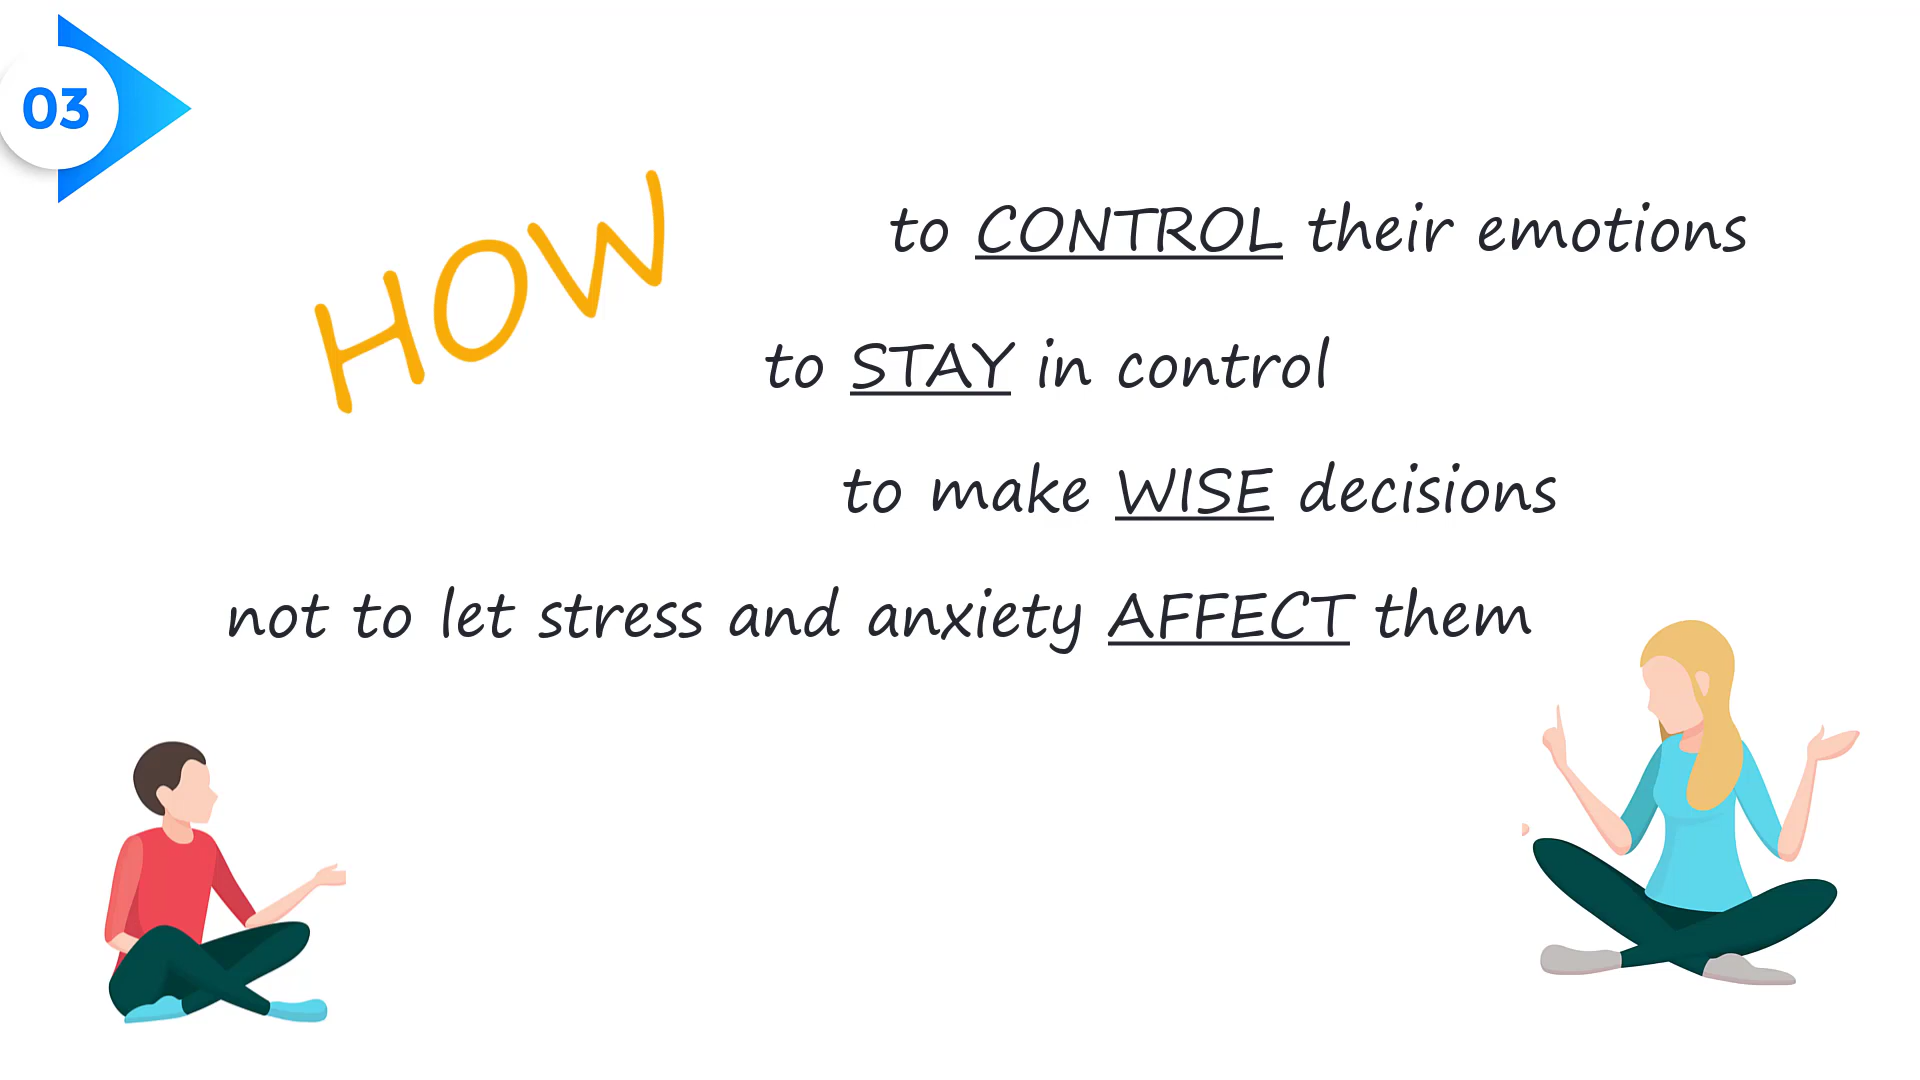 03
HOW
to CONTROL their emotions
to STAY in control
to make WISE decisions
not to let stress and anxiety AFFECT them